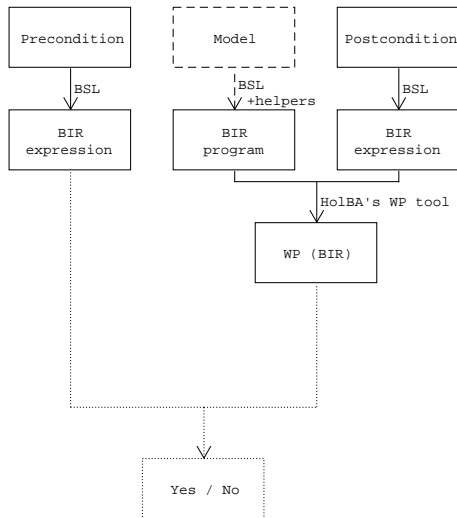 Precondition
Model
Postcondition
BSL
BSL
+helpers
BSL
BIR
expression
BIR
program
BIR
expression
HolBA's WP tool
WP (BIR)
Yes / No